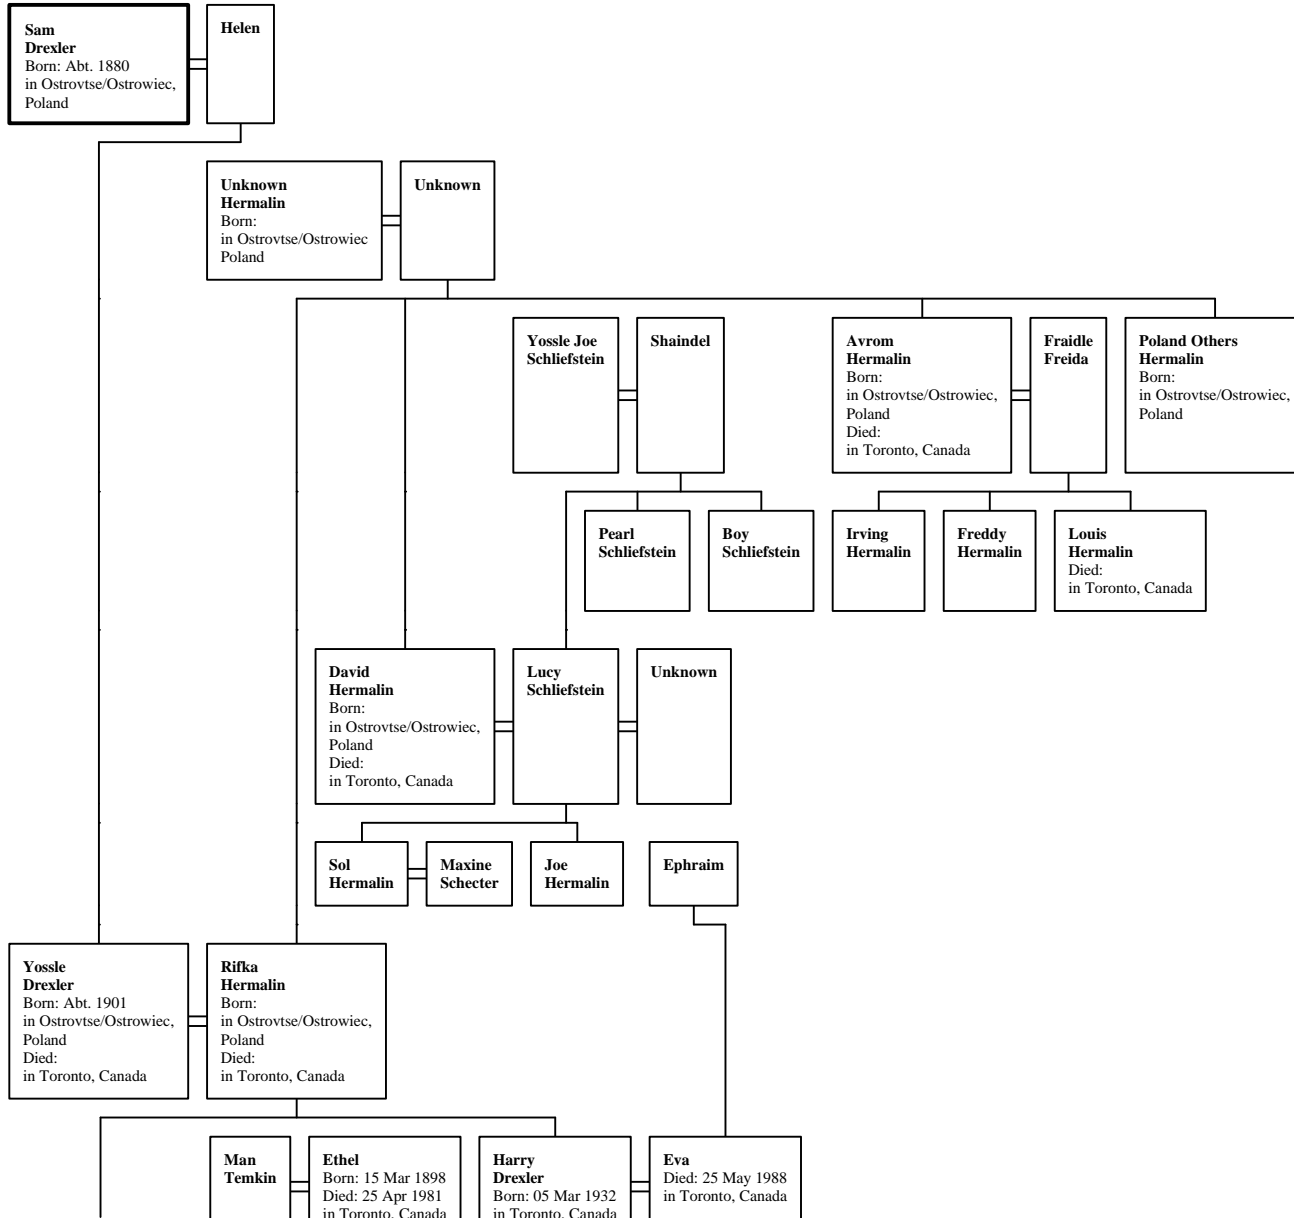 Sam
Drexler
Born: Abt. 1880
in Ostrovtse/Ostrowiec,
Poland
Helen
Unknown
Hermalin
Born:
in Ostrovtse/Ostrowiec
Poland
Unknown
Yossle Joe
Schliefstein
Shaindel
Avrom
Hermalin
Born:
in Ostrovtse/Ostrowiec,
Poland
Died:
in Toronto, Canada
Fraidle
Freida
Poland Others
Hermalin
Born:
in Ostrovtse/Ostrowiec,
Poland
Pearl
Schliefstein
Boy
Schliefstein
Irving
Hermalin
Freddy
Hermalin
Louis
Hermalin
Died:
in Toronto, Canada
David
Hermalin
Born:
in Ostrovtse/Ostrowiec,
Poland
Died:
in Toronto, Canada
Lucy
Schliefstein
Unknown
Sol
Hermalin
Maxine
Schecter
Joe
Hermalin
Ephraim
Yossle
Drexler
Born: Abt. 1901
in Ostrovtse/Ostrowiec,
Poland
Died:
in Toronto, Canada
Rifka
Hermalin
Born:
in Ostrovtse/Ostrowiec,
Poland
Died:
in Toronto, Canada
Man
Temkin
Ethel
Born: 15 Mar 1898
Died: 25 Apr 1981
in Toronto, Canada
Harry
Drexler
Born: 05 Mar 1932
in Toronto, Canada
Eva
Died: 25 May 1988
in Toronto, Canada